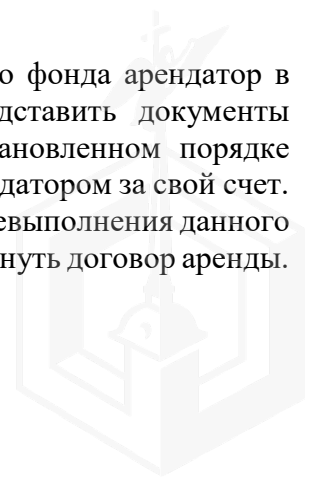 о фонда арендатор в
дставить документы
ановленном порядке
датором за свой счет.
евыполнения данного
нуть договор аренды.